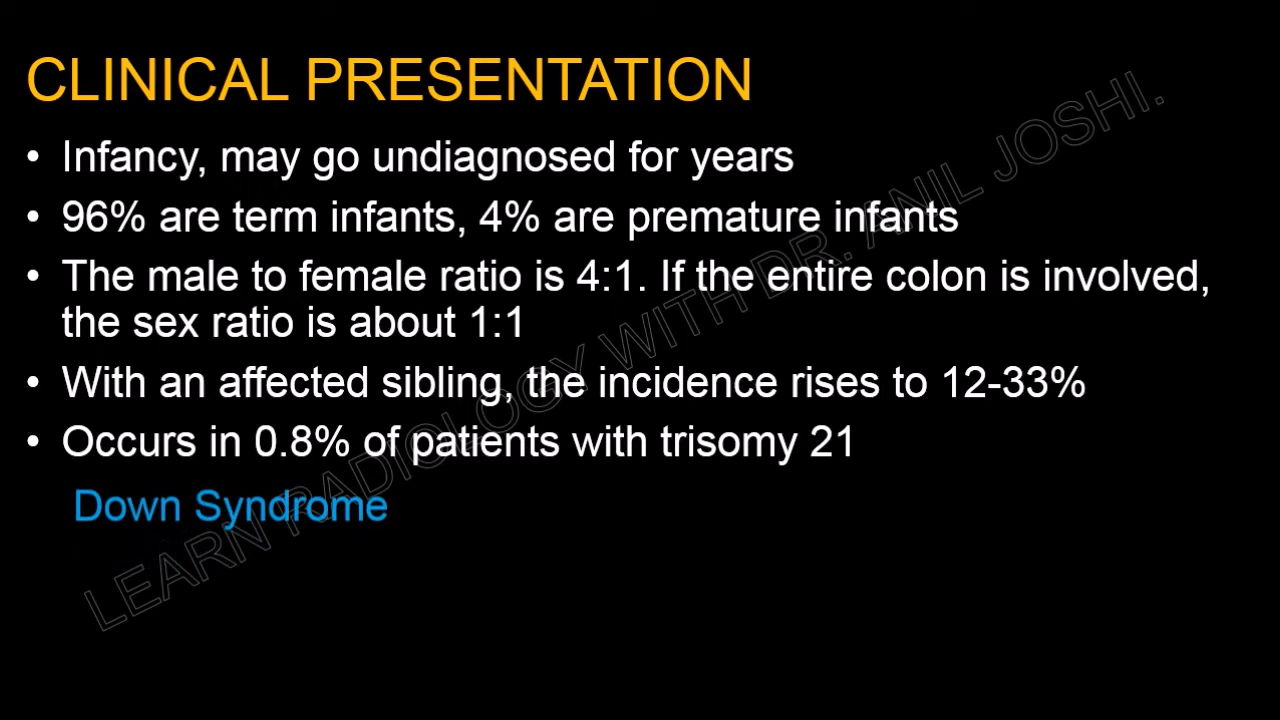 CLINICAL PRESENTATION
• Infancy, may go undiagnosed for years
• 96% are term infants, 4% are premature infants
• The male to female ratio is 4:1. If the entire colon is involved,
the sex ratio is about 1:1
• With an affected sibling, the incidence rises to 12-33%
• Occurs in 0.8% of patients with trisomy 21
Down Syndrome
LEARN RADIOLOGY WITH DR. ANIL JOSHI.